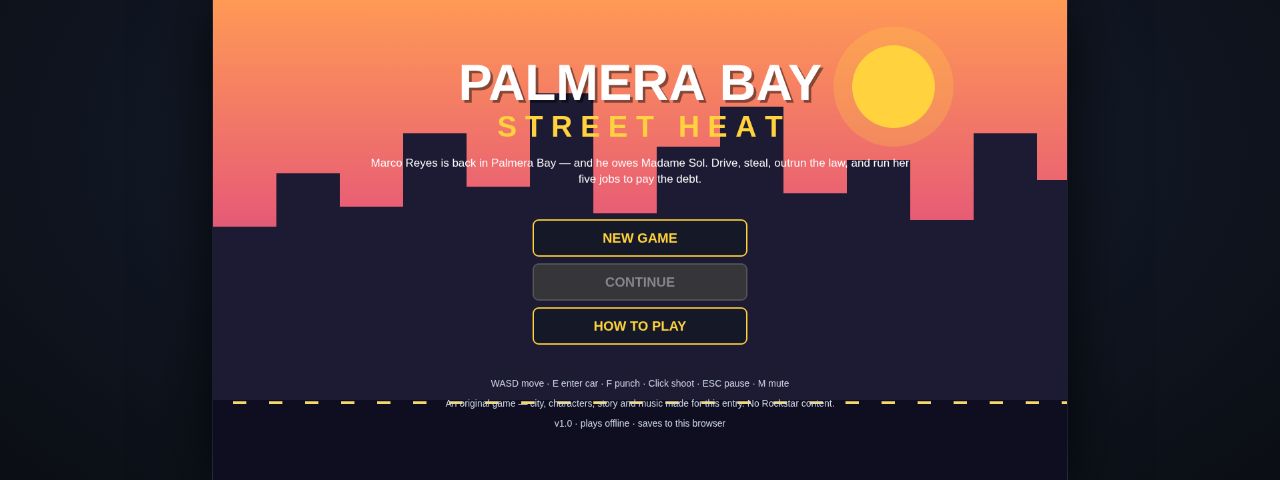 PALMERA BAY
STREET HEAT
Marco Reyes is back in Palmera Bay — and he owes Madame Sol. Drive, steal, outrun the law, and run her
five jobs to pay the debt.
NEW GAME
CONTINUE
HOW TO PLAY
WASD move · E enter car · F punch · Click shoot · ESC pause · M mute
An original game — city, characters, story and music made for this entry. No Rockstar content.
v1.0 · plays offline · saves to this browser